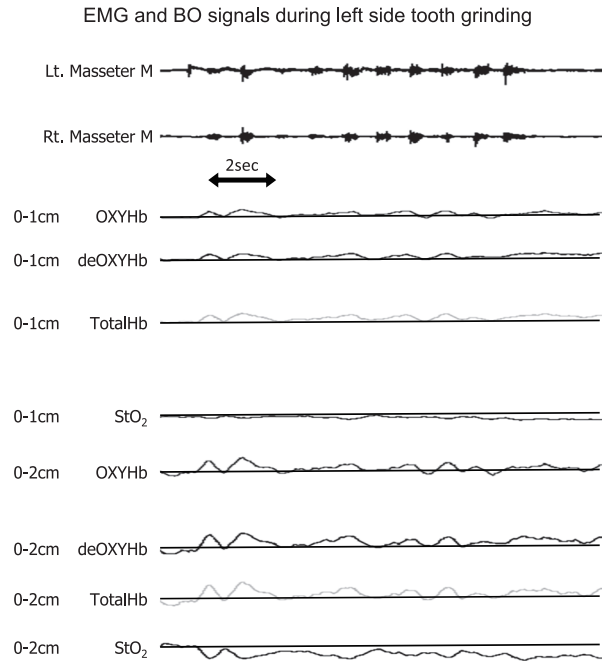 EMG and BO signals during left side tooth grinding
Lt. Masseter M
Rt. Masseter M
2sec
0-1cm OXYHb
0-1cm deOXYHb
0-1cm TotalHb
0-1cm StO₂
0-2cm OXYHb
0-2cm deOXYHb
0-2cm TotalHb
0-2cm StO₂